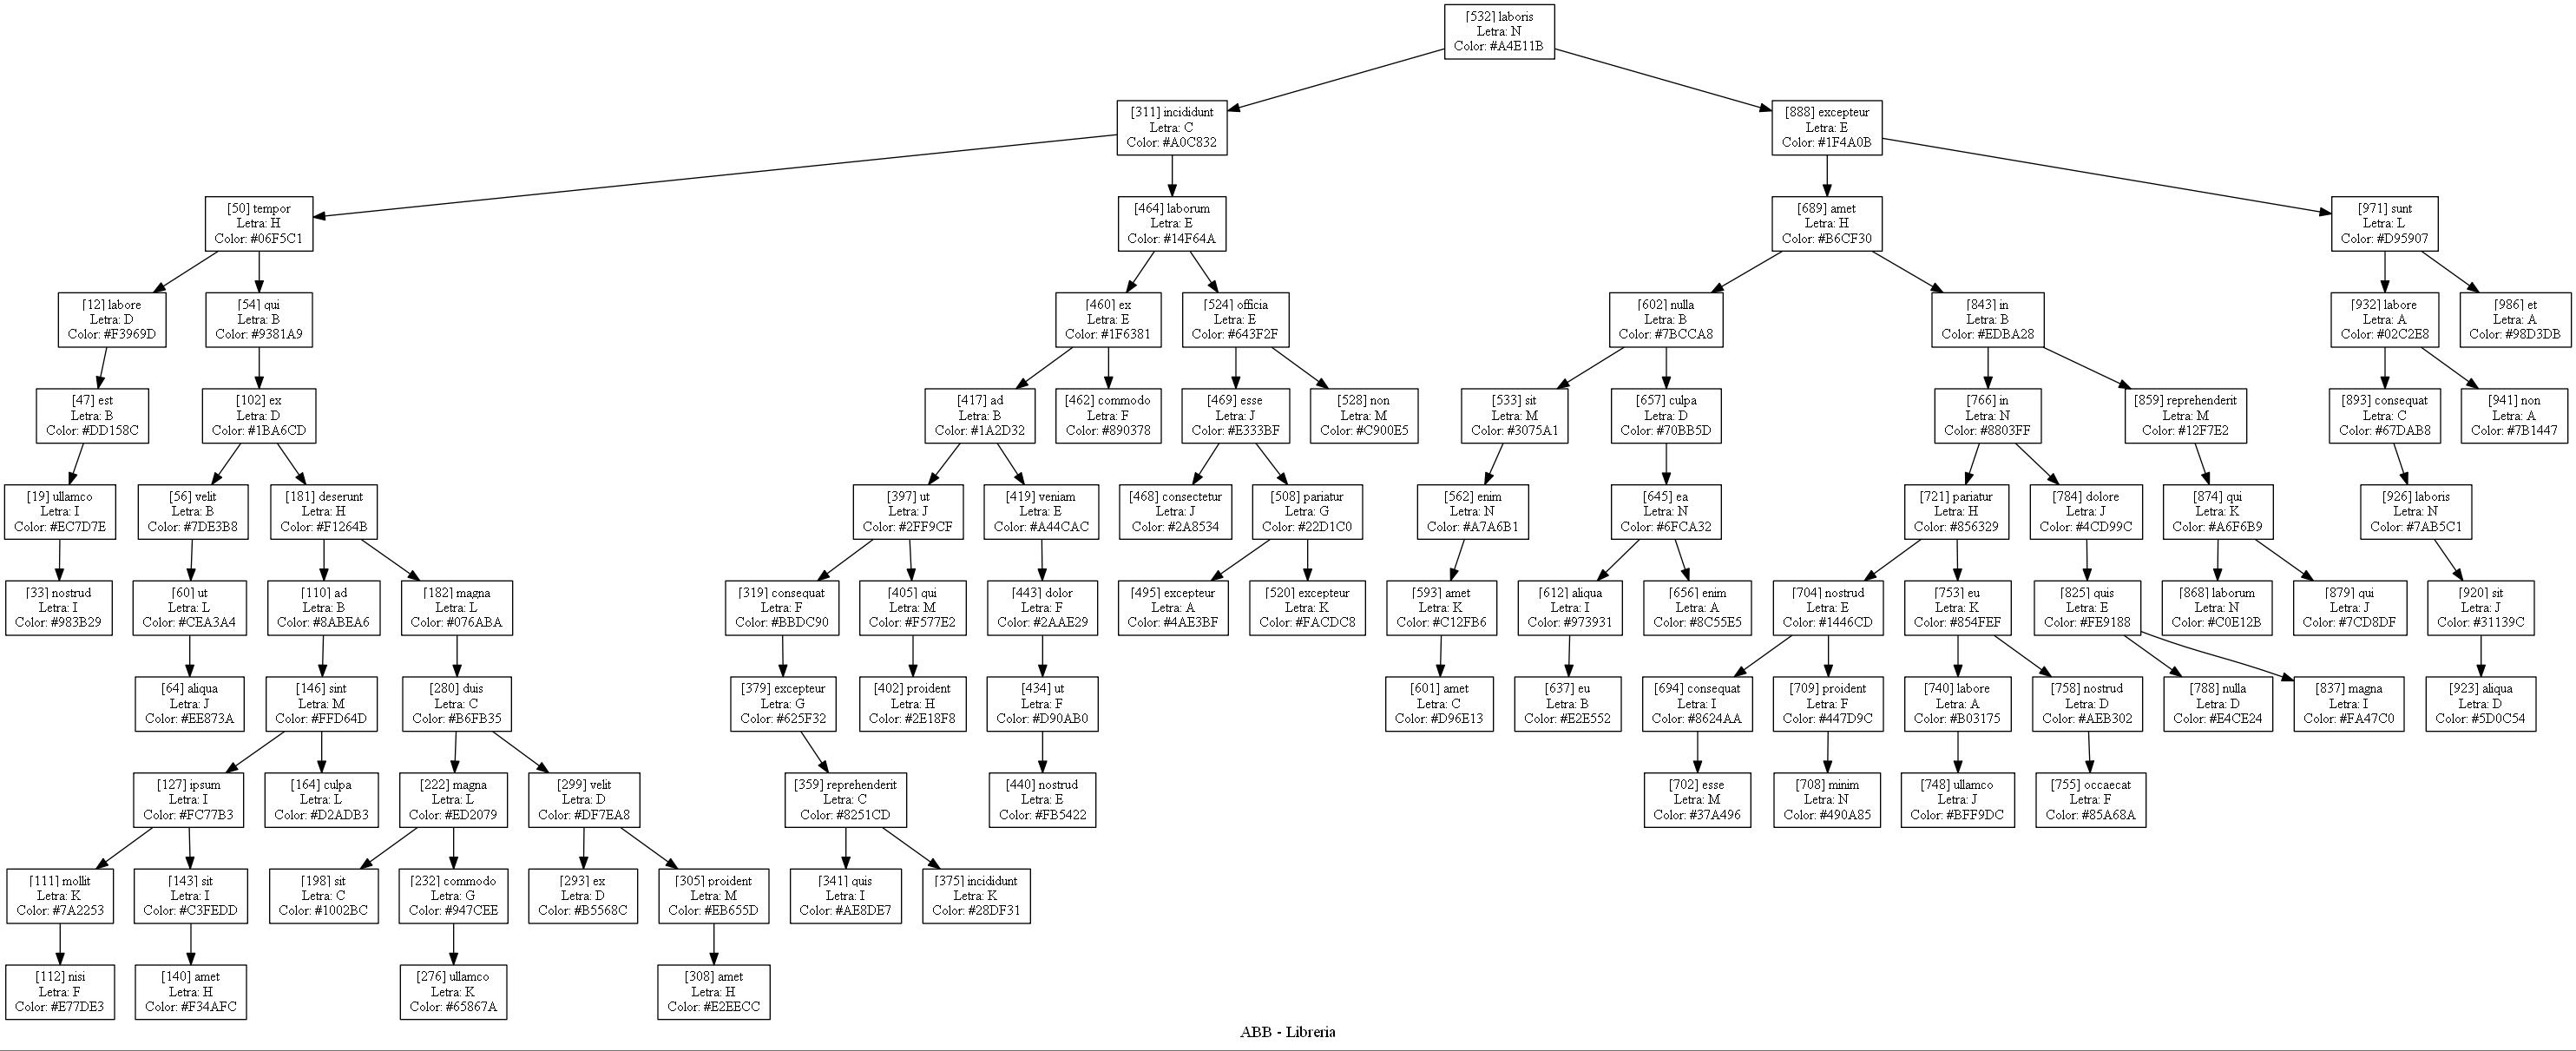 [532] laboris
Letra: N
Color: #A4E11B
[311] incididunt
Letra: C
Color: #A0C832
[888] excepteur
Letra: E
Color: #1F4A0B
[50] tempor
Letra: H
Color: #06F5C1
[464] laborum
Letra: E
Color: #14F64A
[689] amet
Letra: H
Color: #B6CF30
[971] sunt
Letra: L
Color: #D95907
[12] labore
Letra: D
Color: #F3969D
[54] qui
Letra: B
Color: #9381A9
[460] ex
Letra: E
Color: #1F6381
[524] officia
Letra: E
Color: #643F2F
[602] nulla
Letra: B
Color: #7BCCA8
[843] in
Letra: B
Color: #EDBA28
[932] labore
Letra: A
Color: #02C2E8
[986] et
Letra: A
Color: #98D3DB
[47] est
Letra: B
Color: #DD158C
[102] ex
Letra: D
Color: #1BA6CD
[417] ad
Letra: B
Color: #1A2D32
[462] commodo
Letra: F
Color: #890378
[469] esse
Letra: J
Color: #E333BF
[528] non
Letra: M
Color: #C900E5
[533] sit
Letra: M
Color: #3075A1
[657] culpa
Letra: D
Color: #70BB5D
[766] in
Letra: N
Color: #8803FF
[859] reprehenderit
Letra: M
Color: #12F7E2
[893] consequat
Letra: C
Color: #67DAB8
[941] non
Letra: A
Color: #7B1447
[19] ullamco
Letra: I
Color: #EC7D7E
[56] velit
Letra: B
Color: #7DE3B8
[181] deserunt
Letra: H
Color: #F1264B
[397] ut
Letra: J
Color: #2FF9CF
[419] veniam
Letra: E
Color: #A44CAC
[468] consectetur
Letra: J
Color: #2A8534
[508] pariatur
Letra: G
Color: #22D1C0
[562] enim
Letra: N
Color: #A7A6B1
[645] ea
Letra: N
Color: #6FCA32
[721] pariatur
Letra: H
Color: #856329
[784] dolore
Letra: J
Color: #4CD99C
[874] qui
Letra: K
Color: #A6F6B9
[926] laboris
Letra: N
Color: #7AB5C1
[33] nostrud
Letra: I
Color: #983B29
[60] ut
Letra: L
Color: #CEA3A4
[110] ad
Letra: B
Color: #8ABEA6
[182] magna
Letra: L
Color: #076ABA
[319] consequat
Letra: F
Color: #BBDC90
[405] qui
Letra: M
Color: #F577E2
[443] dolor
Letra: F
Color: #2AAE29
[495] excepteur
Letra: A
Color: #4AE3BF
[520] excepteur
Letra: K
Color: #FACDC8
[593] amet
Letra: K
Color: #C12FB6
[612] aliqua
Letra: I
Color: #973931
[656] enim
Letra: A
Color: #8C55E5
[704] nostrud
Letra: E
Color: #1446CD
[753] eu
Letra: K
Color: #854FEF
[825] quis
Letra: E
Color: #FE9188
[868] laborum
Letra: N
Color: #C0E12B
[879] qui
Letra: J
Color: #7CD8DF
[920] sit
Letra: J
Color: #31139C
[64] aliqua
Letra: J
Color: #EE873A
[146] sint
Letra: M
Color: #FFD64D
[280] duis
Letra: C
Color: #B6FB35
[379] excepteur
Letra: G
Color: #625F32
[402] proident
Letra: H
Color: #2E18F8
[434] ut
Letra: F
Color: #D90AB0
[601] amet
Letra: C
Color: #D96E13
[637] eu
Letra: B
Color: #E2E552
[694] consequat
Letra: I
Color: #8624AA
[709] proident
Letra: F
Color: #447D9C
[740] labore
Letra: A
Color: #B03175
[758] nostrud
Letra: D
Color: #AEB302
[788] nulla
Letra: D
Color: #E4CE24
[837] magna
Letra: I
Color: #FA47C0
[923] aliqua
Letra: D
Color: #5D0C54
[127] ipsum
Letra: I
Color: #FC77B3
[164] culpa
Letra: L
Color: #D2ADB3
[222] magna
Letra: L
Color: #ED2079
[299] velit
Letra: D
Color: #DF7EA8
[359] reprehenderit
Letra: C
Color: #8251CD
[440] nostrud
Letra: E
Color: #FB5422
[702] esse
Letra: M
Color: #37A496
[708] minim
Letra: N
Color: #490A85
[748] ullamco
Letra: J
Color: #BFF9DC
[755] occaecat
Letra: F
Color: #85A68A
[111] mollit
Letra: K
Color: #7A2253
[143] sit
Letra: I
Color: #C3FEDD
[198] sit
Letra: C
Color: #1002BC
[232] commodo
Letra: G
Color: #947CEE
[293] ex
Letra: D
Color: #B5568C
[305] proident
Letra: M
Color: #EB655D
[341] quis
Letra: I
Color: #AE8DE7
[375] incididunt
Letra: K
Color: #28DF31
[112] nisi
Letra: F
Color: #E77DE3
[140] amet
Letra: H
Color: #F34AFC
[276] ullamco
Letra: K
Color: #65867A
[308] amet
Letra: H
Color: #E2EECC
ABB - Libreria